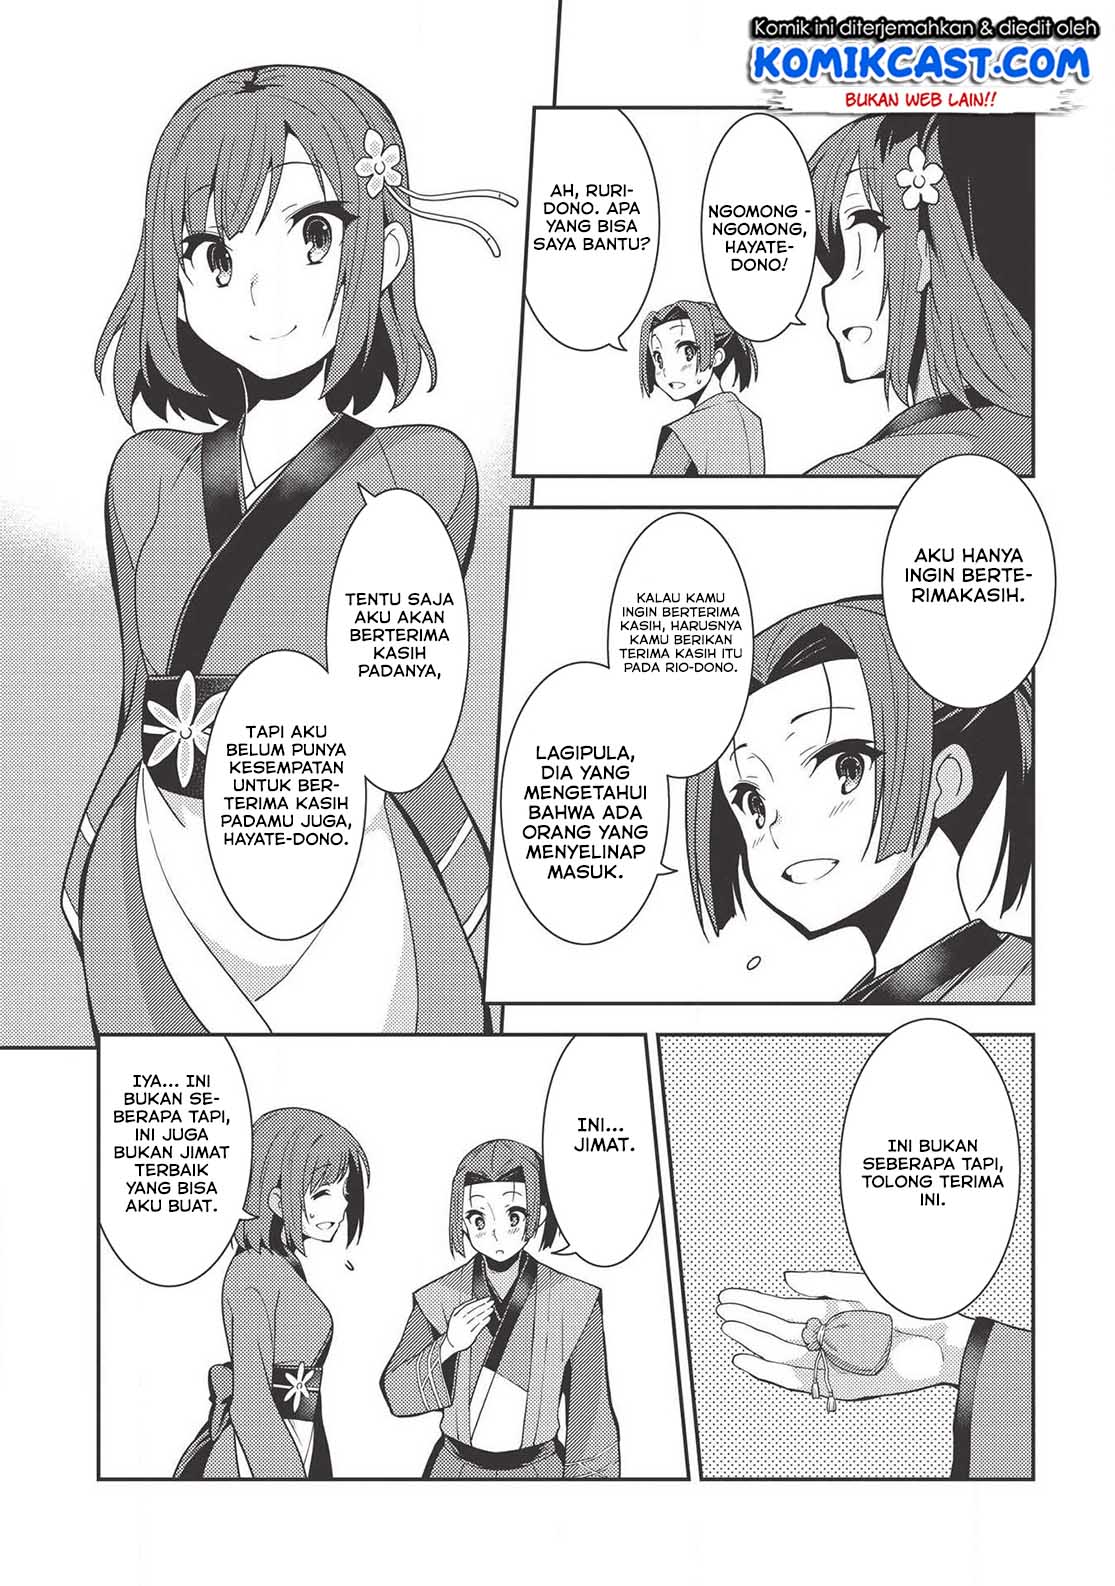 Komik ini diterjemahkan & diedit oleh
KOMIKCAST.COM
BUKAN WEB LAIN!!
NGOMONG -
NGOMONG,
HAYATE-
DONO!
AH, RURI-
DONO. APA
YANG BISA
SAYA BANTU?
AKU HANYA
INGIN BERTE-
RIMAKASIH.
KALAU KAMU
INGIN BERTERIMA
KASIH, HARUSNYA
KAMU BERIKAN
TERIMA KASIH ITU
PADA RIO-DONO.
LAGIPULA,
DIA YANG
MENGETAHUI
BAHWA ADA
ORANG YANG
MENYELINAP
MASUK.
TENTU SAJA
AKU AKAN
BERTERIMA
KASIH
PADANYA,
TAPI AKU
BELUM PUNYA
KESEMPATAN
UNTUK BER-
TERIMA KASIH
PADAMU JUGA,
HAYATE-DONO.
INI BUKAN
SEBERAPA TAPI,
TOLONG TERIMA
INI.
INI...
JIMAT.
IYA... INI
BUKAN SE-
BERAPA TAPI,
INI JUGA
BUKAN JIMAT
TERBAIK
YANG BISA
AKU BUAT.